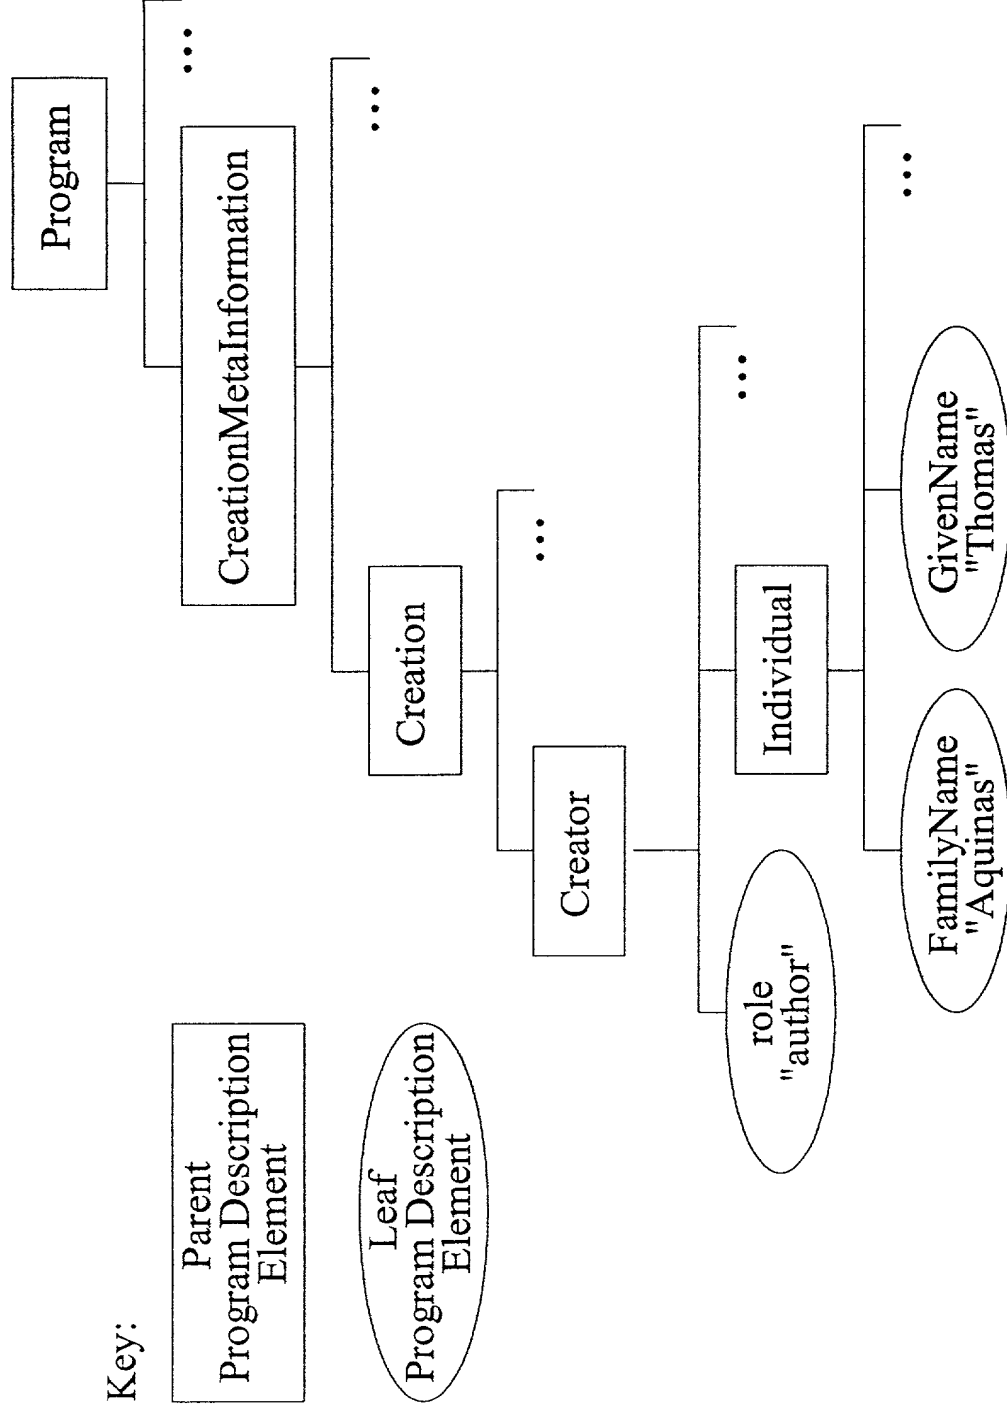 Key:
Parent
Program Description
Element
Leaf
Program Description
Element
Program
...
CreationMetaInformation
...
Creation
...
Creator
...
role
"author"
Individual
...
FamilyName
"Aquinas"
GivenName
"Thomas"